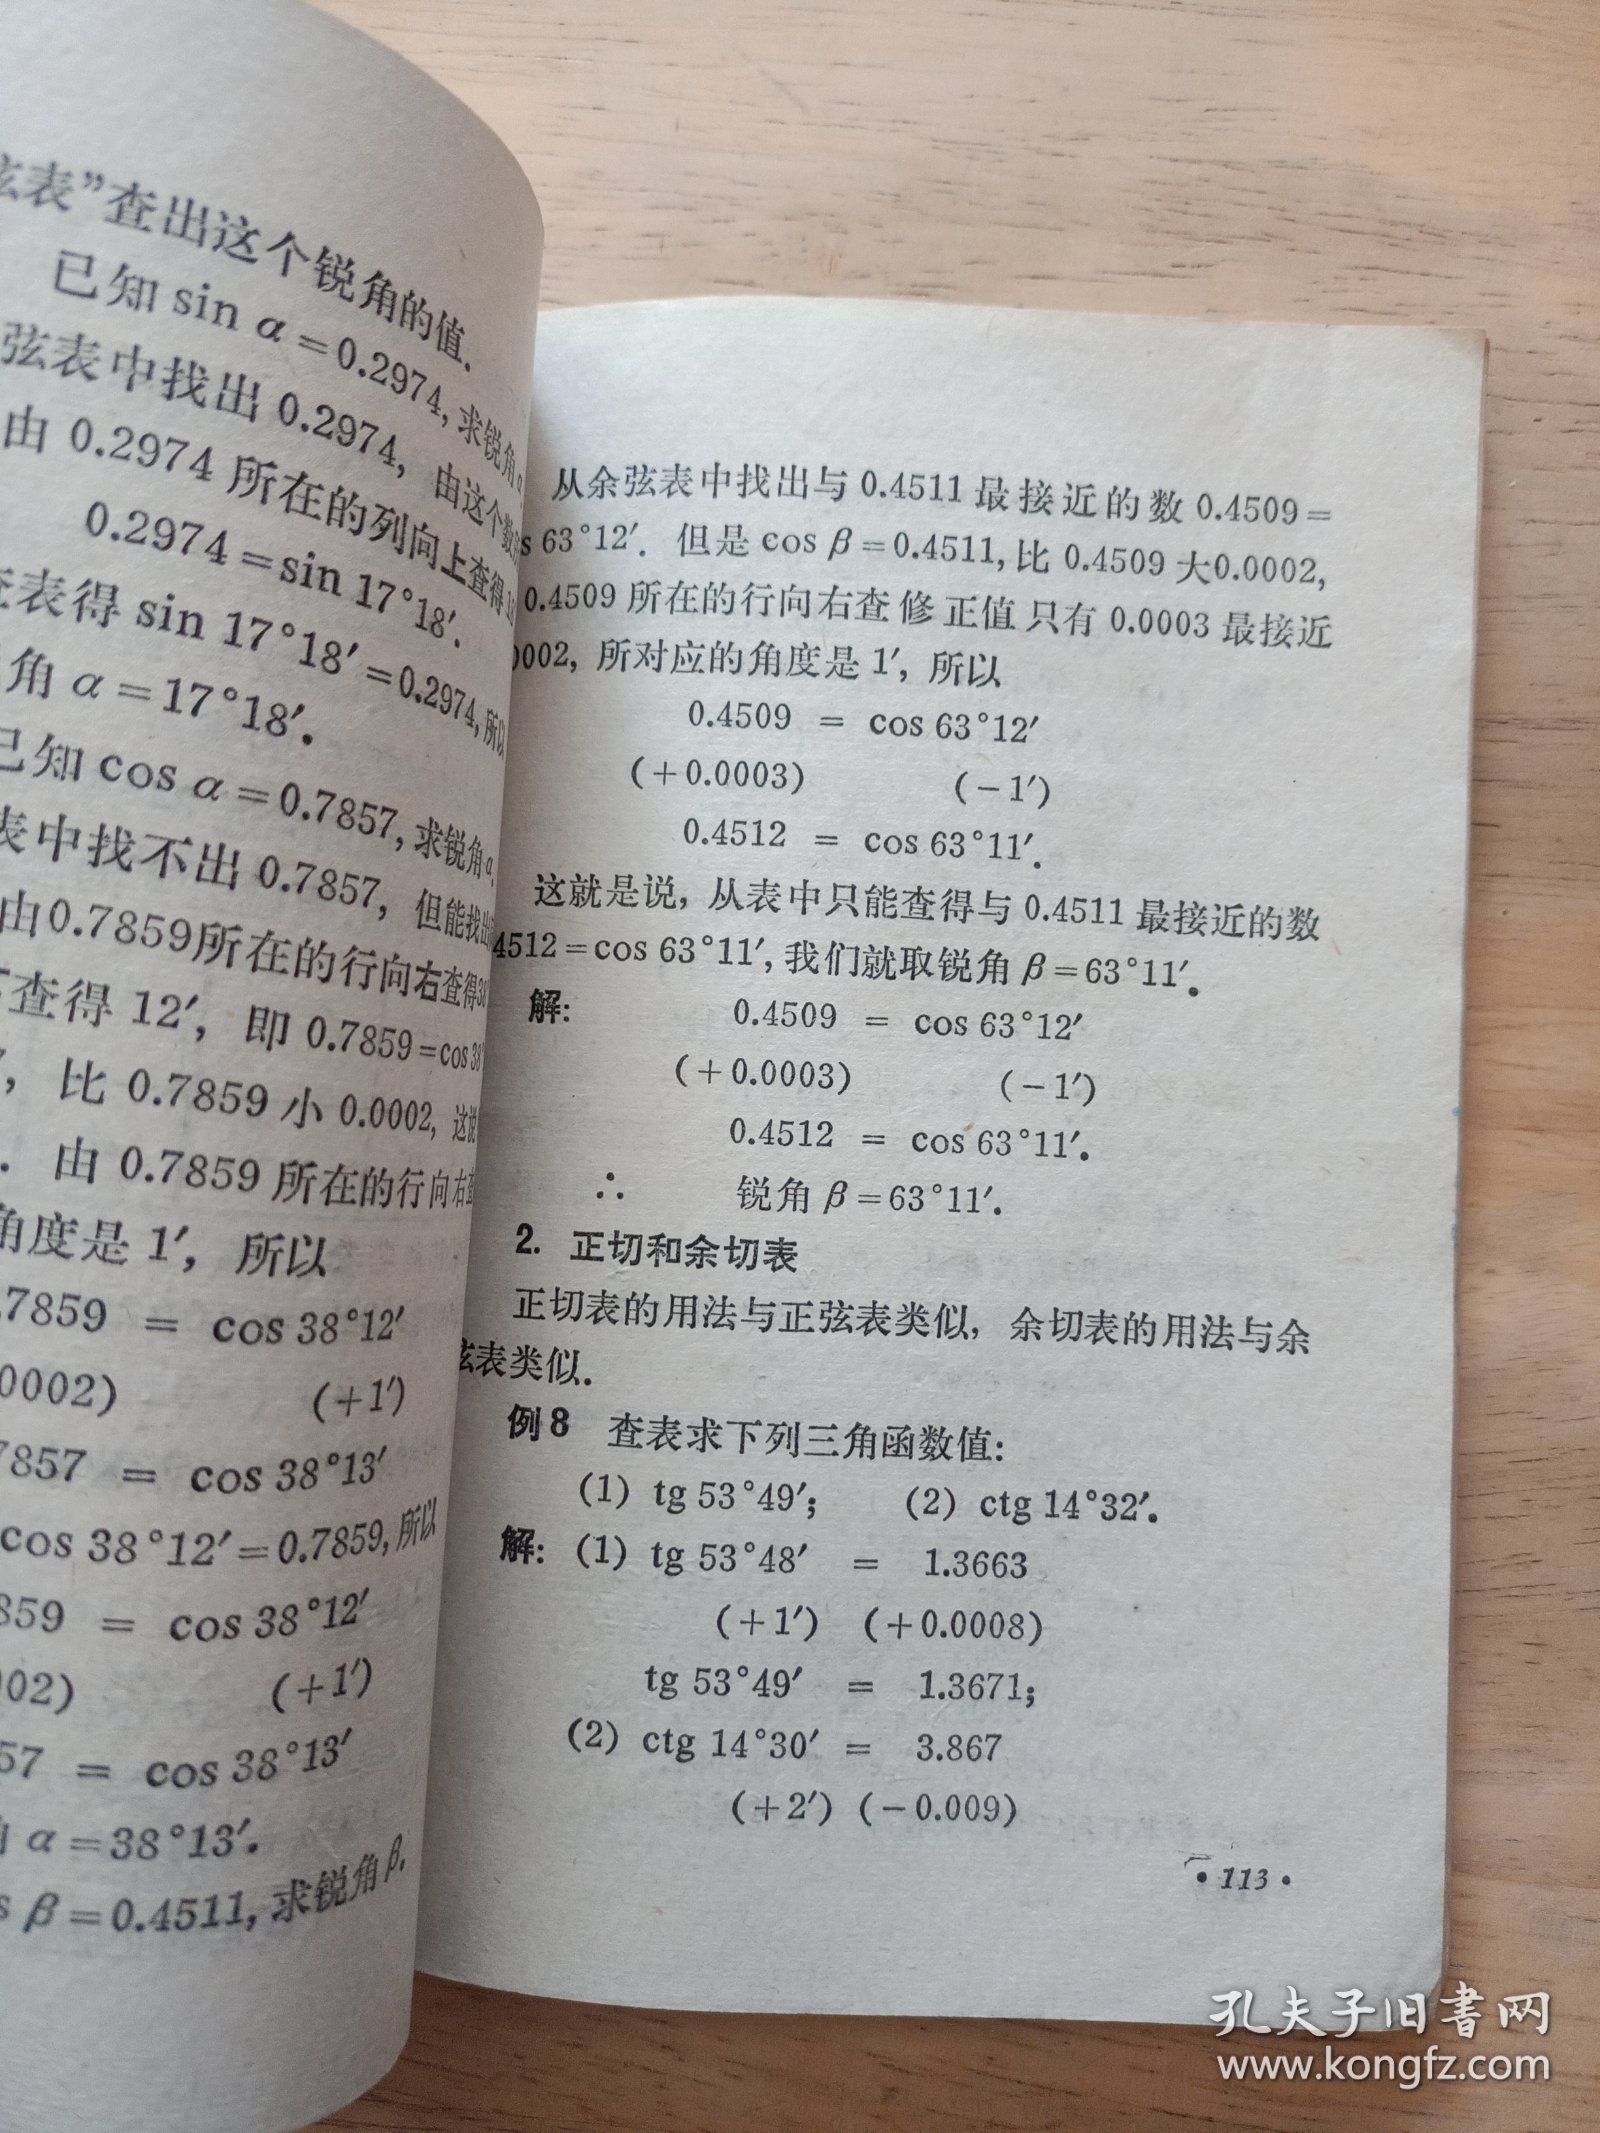 弦表”查出这个锐角的值.
已知 sin α=0.2974, 求锐角α.
弦表中找出 0.2974, 由这个数
由 0.2974 所在的列向上查得
0.2974=sin 17°18′.
查表得 sin 17°18′=0.2974, 所以
角 α=17°18′.
已知 cos α=0.7857, 求锐角α.
表中找不出 0.7857, 但能找出
由0.7859所在的行向右查得38°
查得 12′, 即 0.7859=cos 38°
, 比 0.7859 小 0.0002, 这说
. 由 0.7859 所在的行向右查
角度是 1′, 所以
.7859 = cos 38°12′
0002) (+1′)
7857 = cos 38°13′
cos 38°12′=0.7859, 所以
859 = cos 38°12′
002) (+1′)
57 = cos 38°13′
α=38°13′.
s β=0.4511, 求锐角β.
从余弦表中找出与 0.4511 最接近的数 0.4509=
s 63°12′. 但是 cos β=0.4511, 比 0.4509 大0.0002,
0.4509 所在的行向右查修正值只有 0.0003 最接近
0002, 所对应的角度是 1′, 所以
0.4509 = cos 63°12′
(+0.0003) (-1′)
0.4512 = cos 63°11′.
这就是说, 从表中只能查得与 0.4511 最接近的数
4512=cos 63°11′, 我们就取锐角 β=63°11′.
解: 0.4509 = cos 63°12′
(+0.0003) (-1′)
0.4512 = cos 63°11′.
∴ 锐角 β=63°11′.
2. 正切和余切表
正切表的用法与正弦表类似, 余切表的用法与余
弦表类似.
例8 查表求下列三角函数值:
(1) tg 53°49′; (2) ctg 14°32′.
解: (1) tg 53°48′ = 1.3663
(+1′) (+0.0008)
tg 53°49′ = 1.3671;
(2) ctg 14°30′ = 3.867
(+2′) (-0.009)
• 113 •
孔夫子旧书网
www.kongfz.com